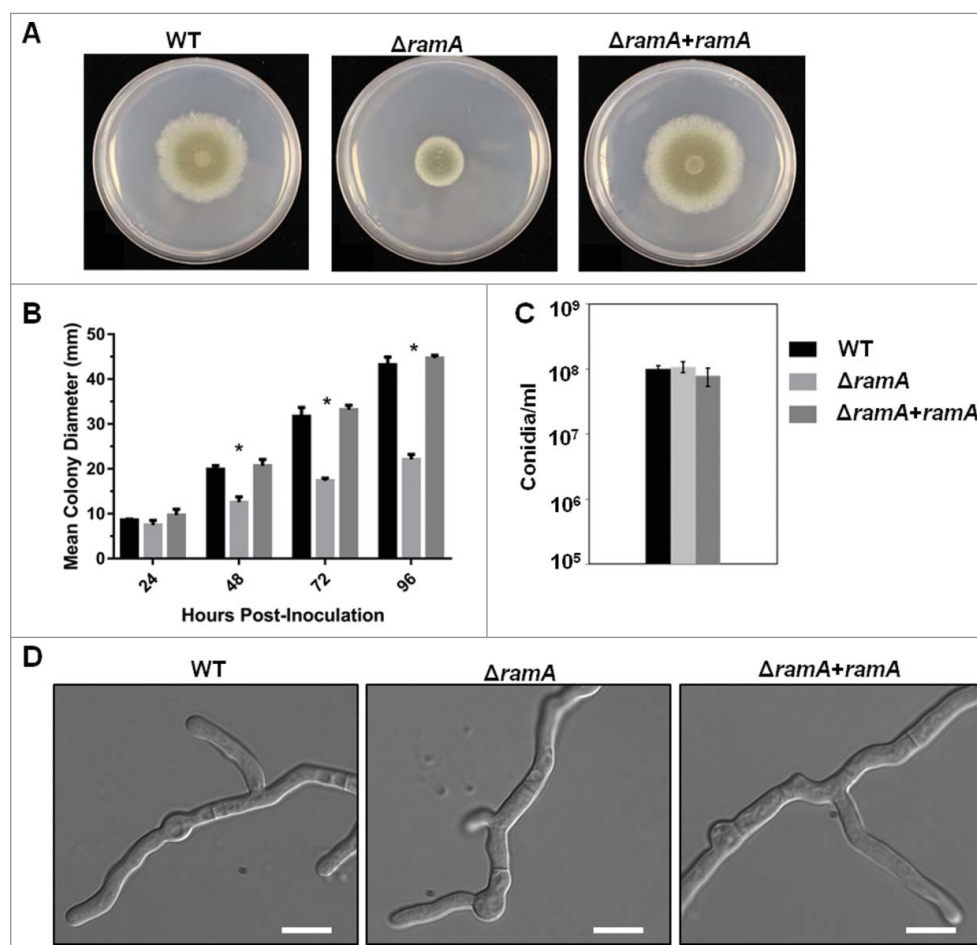 A
WT
ΔramA
ΔramA+ramA
B
50
40
30
20
10
0
Mean Colony Diameter (mm)
*
*
*
24
48
72
96
Hours Post-Inoculation
C
10⁹
10⁸
10⁷
10⁶
10⁵
Conidia/ml
WT
ΔramA
ΔramA+ramA
D
WT
ΔramA
ΔramA+ramA